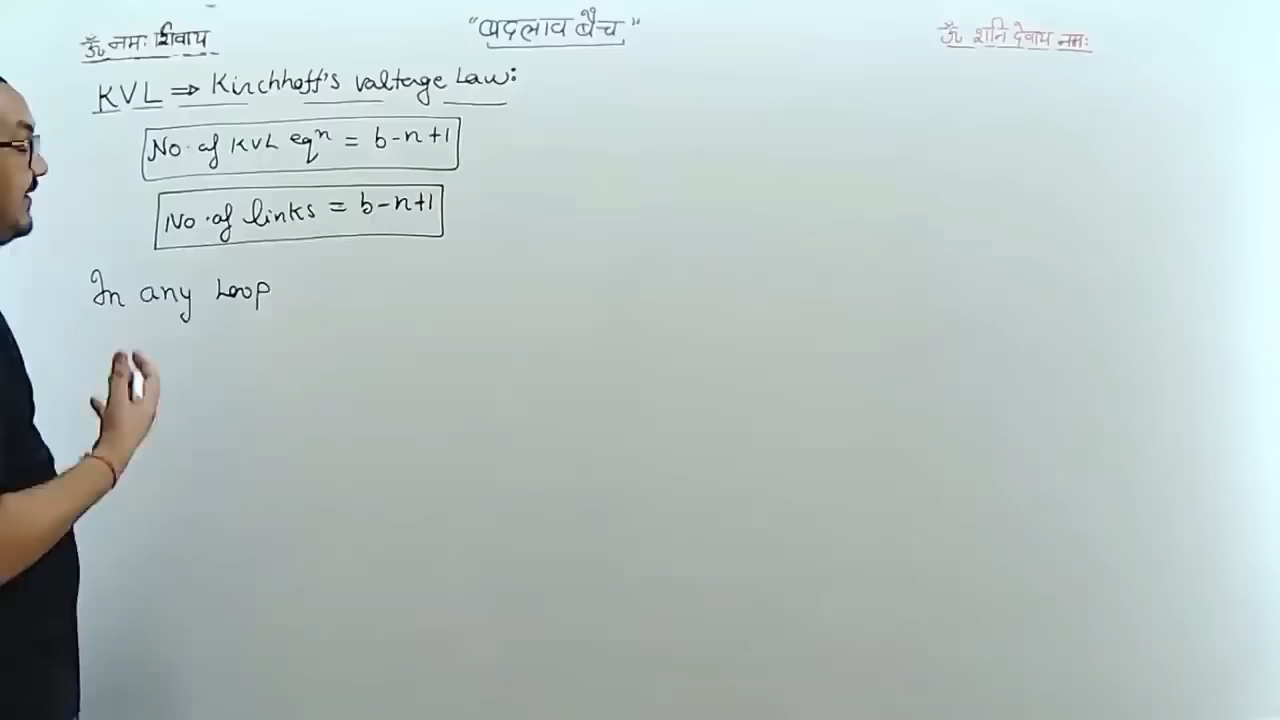 ॐ नमः शिवाय
"बदलाव बैच"
ॐ शनि देवाय नमः
KVL ⇒ Kirchhoff's valtage Law:
No. of KVL eqⁿ = b-n+1
No. of links = b-n+1
In any Loop